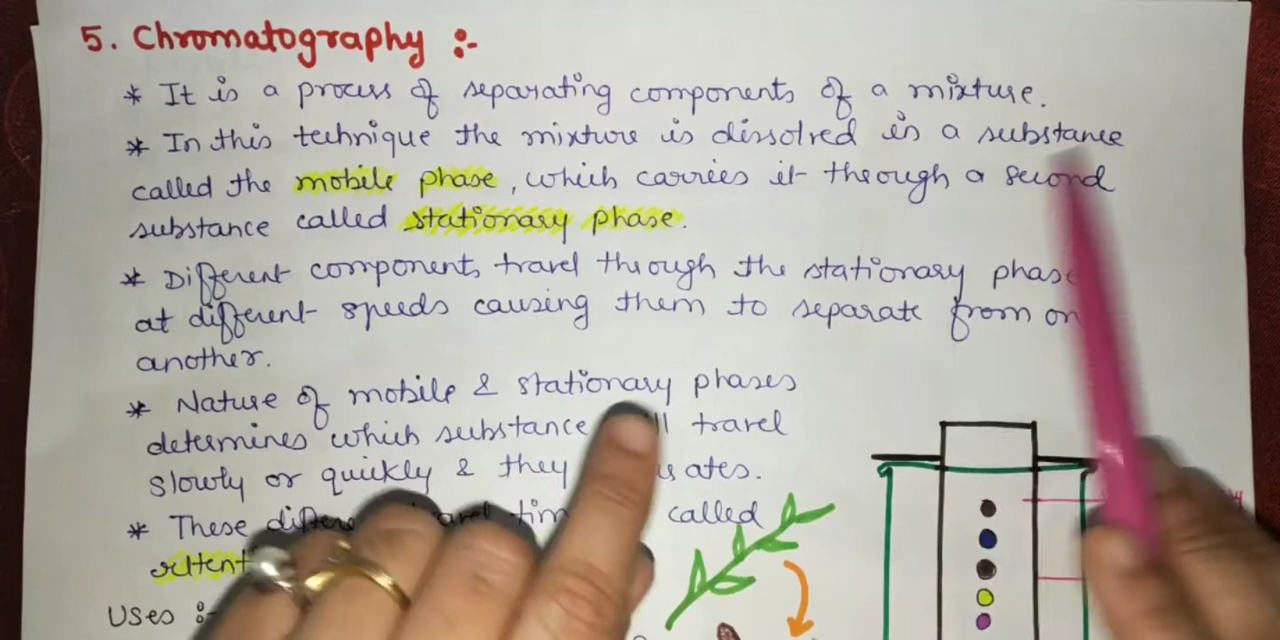 5. Chromatography :-
* It is a process of separating components of a mixture.
* In this technique the mixture is dissolved in a substance
called the mobile phase, which carries it through a second
substance called stationary phase.
* Different components travel through the stationary phase
at different speeds causing them to separate from
another.
* Nature of mobile & stationary phases
determines which substance travel
slowly or quickly & they
* These travel called
Uses :-